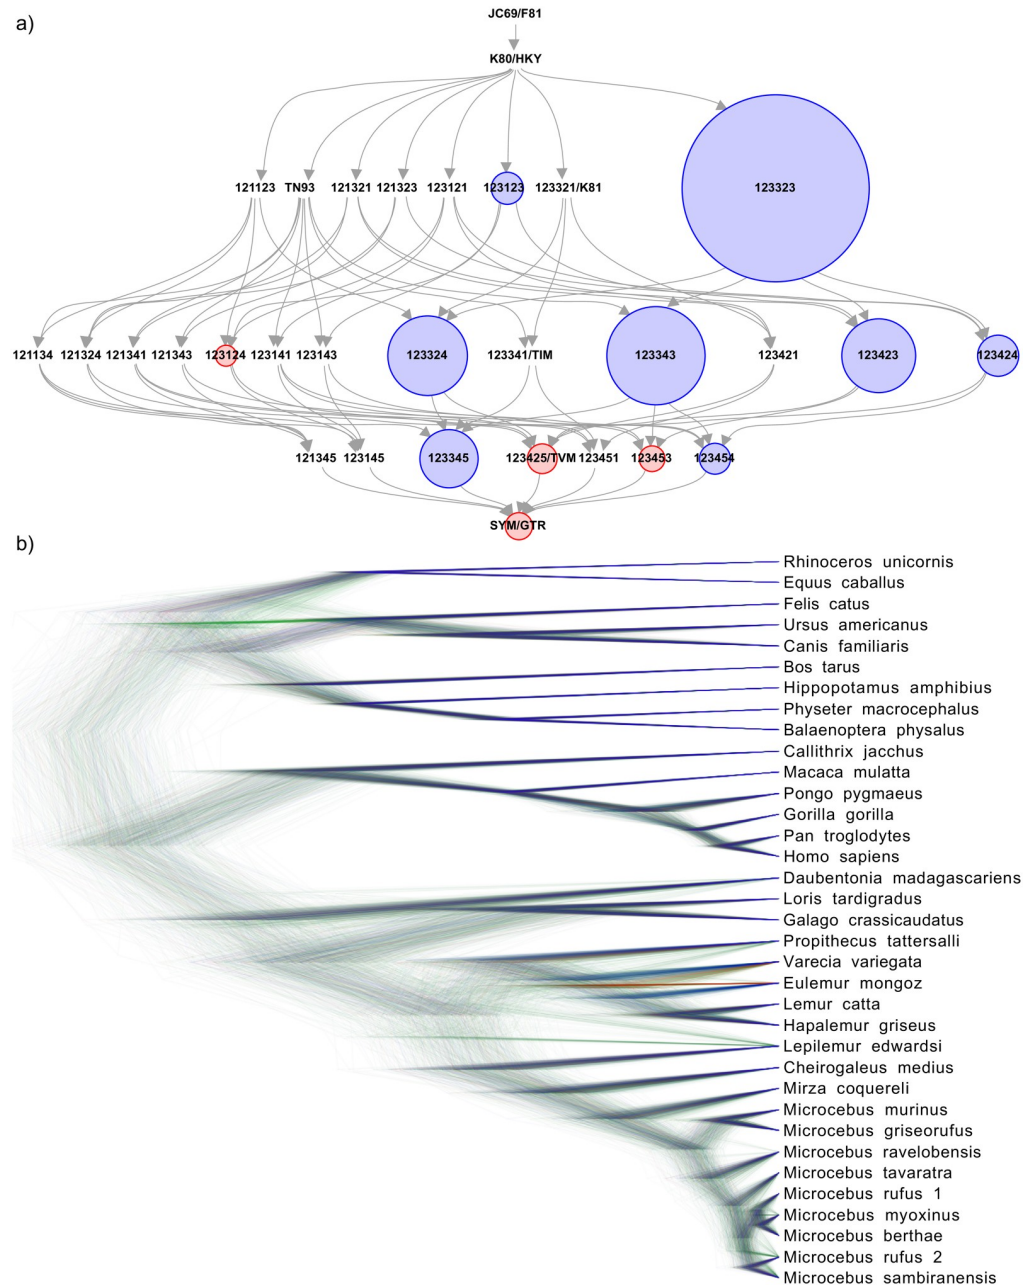 a)
JC69/F81
K80/HKY
121123 TN93 121321 121323 123121 123123 123321/K81 123323
121134 121324 121341 121343 123124 123141 123143 123324 123341/TIM 123343 123421 123423 123424
121345 123145 123345 123425/TVM 123451 123453 123454
SYM/GTR
b)
Rhinoceros unicornis
Equus caballus
Felis catus
Ursus americanus
Canis familiaris
Bos tarus
Hippopotamus amphibius
Physeter macrocephalus
Balaenoptera physalus
Callithrix jacchus
Macaca mulatta
Pongo pygmaeus
Gorilla gorilla
Pan troglodytes
Homo sapiens
Daubentonia madagascariens
Loris tardigradus
Galago crassicaudatus
Propithecus tattersalli
Varecia variegata
Eulemur mongoz
Lemur catta
Hapalemur griseus
Lepilemur edwardsi
Cheirogaleus medius
Mirza coquereli
Microcebus murinus
Microcebus griseorufus
Microcebus ravelobensis
Microcebus tavaratra
Microcebus rufus 1
Microcebus myoxinus
Microcebus berthae
Microcebus rufus 2
Microcebus sambiranensis